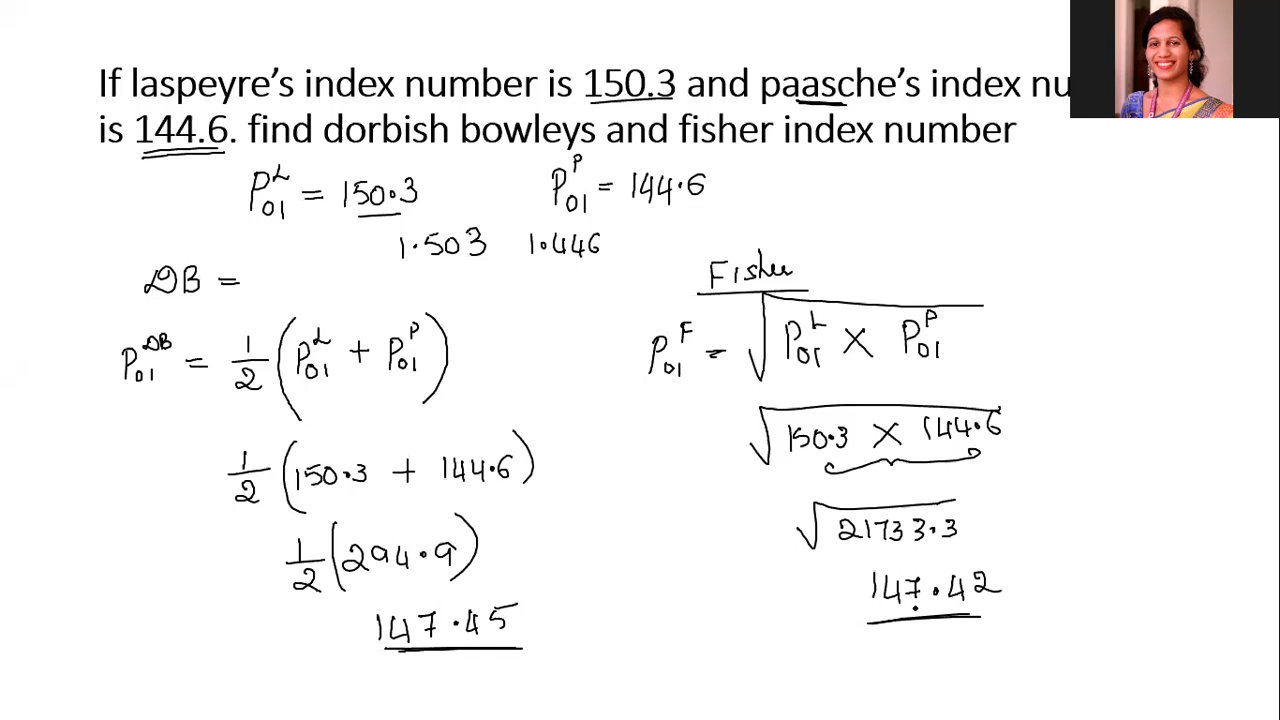 If laspeyre's index number is 150.3 and paasche's index nu
is 144.6. find dorbish bowleys and fisher index number
P₀₁ᴸ = 150.3 P₀₁ᴾ = 144.6
1.503 1.446
DB =
P₀₁ᴰᴮ = 1/2 (P₀₁ᴸ + P₀₁ᴾ)
1/2 (150.3 + 144.6)
1/2 (294.9)
147.45
Fisher
P₀₁ᶠ = √(P₀₁ᴸ × P₀₁ᴾ)
√(150.3 × 144.6)
√(21733.3)
147.42